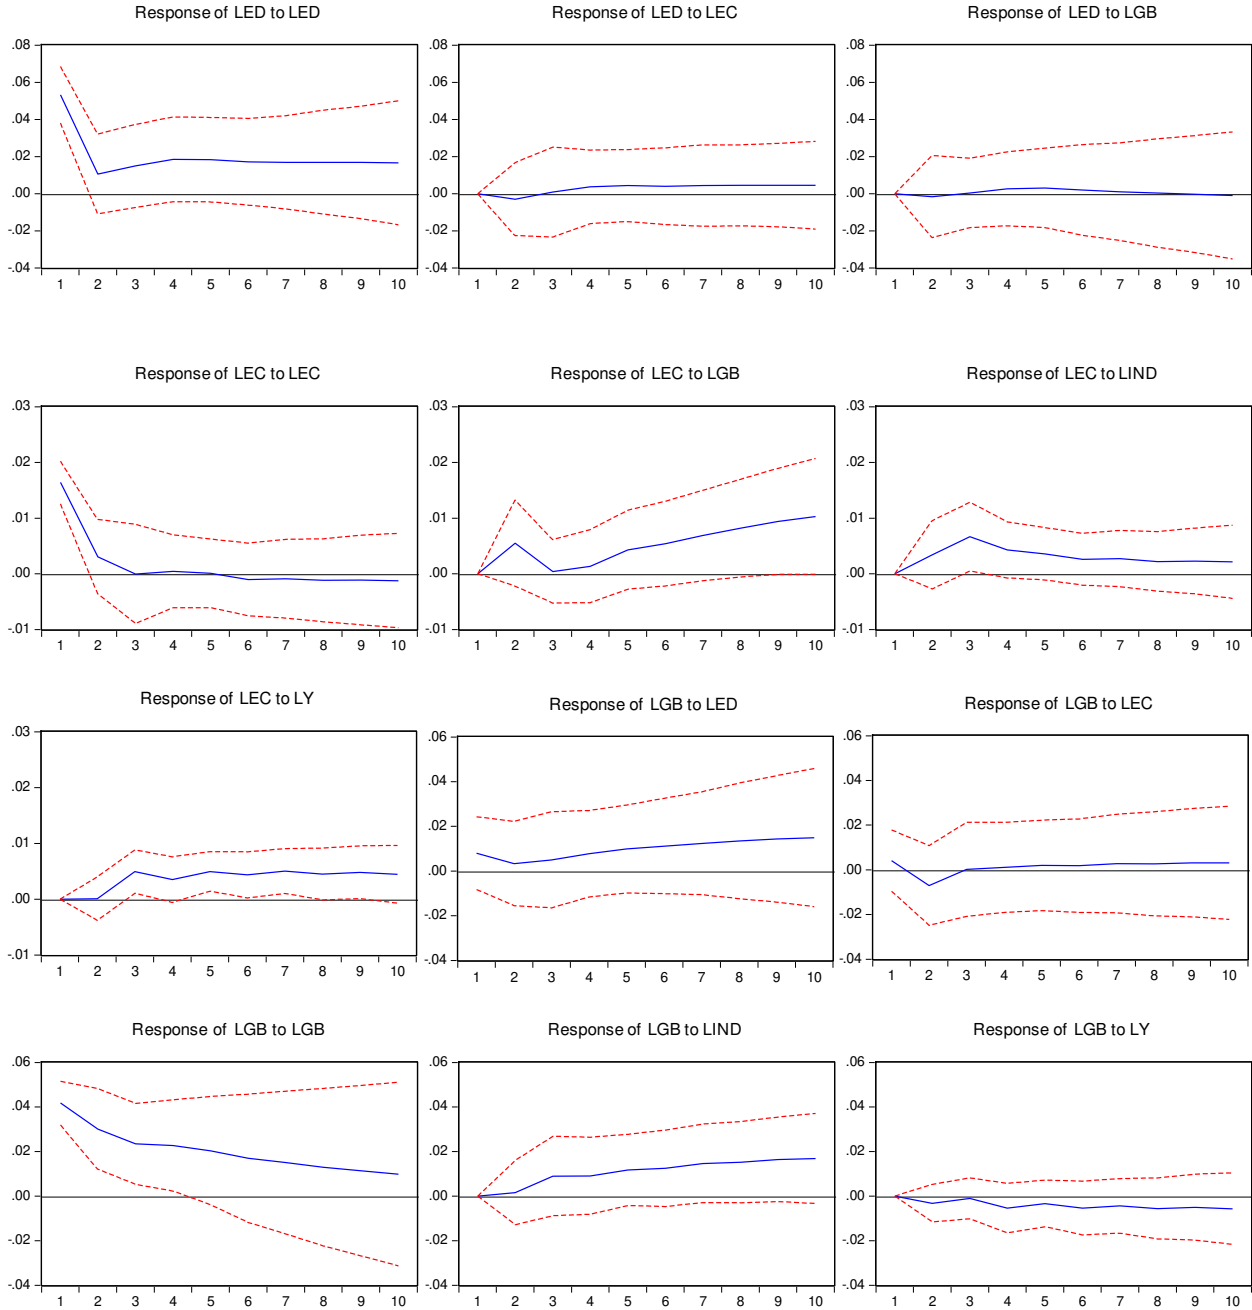 Response of LED to LED
.08
.06
.04
.02
.00
-.02
-.04
1 2 3 4 5 6 7 8 9 10
Response of LED to LEC
.08
.06
.04
.02
.00
-.02
-.04
1 2 3 4 5 6 7 8 9 10
Response of LED to LGB
.08
.06
.04
.02
.00
-.02
-.04
1 2 3 4 5 6 7 8 9 10
Response of LEC to LEC
.03
.02
.01
.00
-.01
1 2 3 4 5 6 7 8 9 10
Response of LEC to LGB
.03
.02
.01
.00
-.01
1 2 3 4 5 6 7 8 9 10
Response of LEC to LIND
.03
.02
.01
.00
-.01
1 2 3 4 5 6 7 8 9 10
Response of LEC to LY
.03
.02
.01
.00
-.01
1 2 3 4 5 6 7 8 9 10
Response of LGB to LED
.06
.04
.02
.00
-.02
-.04
1 2 3 4 5 6 7 8 9 10
Response of LGB to LEC
.06
.04
.02
.00
-.02
-.04
1 2 3 4 5 6 7 8 9 10
Response of LGB to LGB
.06
.04
.02
.00
-.02
-.04
1 2 3 4 5 6 7 8 9 10
Response of LGB to LIND
.06
.04
.02
.00
-.02
-.04
1 2 3 4 5 6 7 8 9 10
Response of LGB to LY
.06
.04
.02
.00
-.02
-.04
1 2 3 4 5 6 7 8 9 10